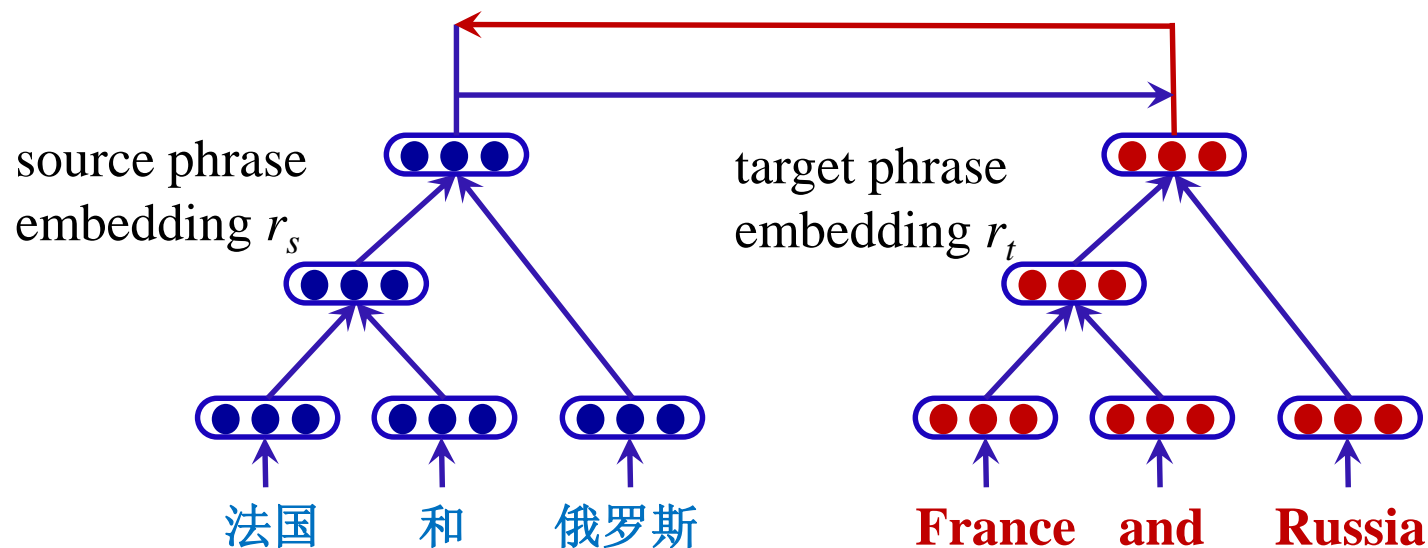 source phrase
embedding r_s
target phrase
embedding r_t
法国 和 俄罗斯
France and Russia